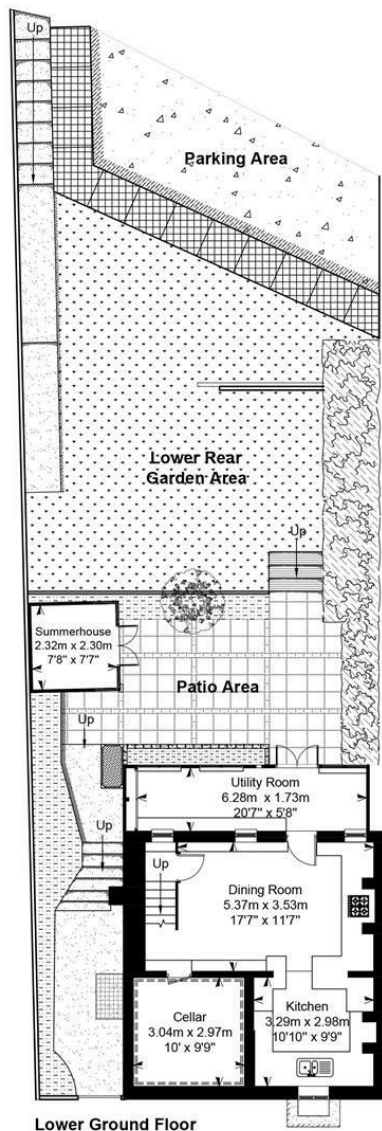 Up
Parking Area
Lower Rear
Garden Area
Up
Summerhouse
2.32m x 2.30m
7'8" x 7'7"
Patio Area
Up
Utility Room
6.28m x 1.73m
20'7" x 5'8"
Up
Up
Dining Room
5.37m x 3.53m
17'7" x 11'7"
Cellar
3.04m x 2.97m
10' x 9'9"
Kitchen
3.29m x 2.98m
10'10" x 9'9"
Lower Ground Floor